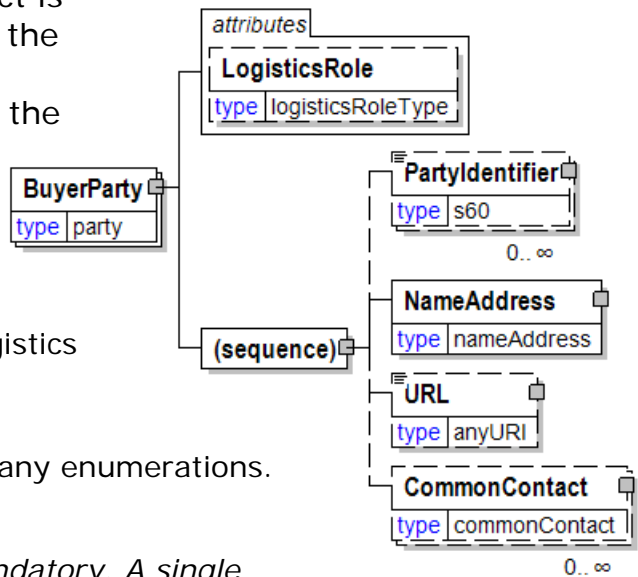 ct is
the
the
gistics
any enumerations.
ndatory. A single
attributes
LogisticsRole
type logisticsRoleType
BuyerParty
type party
(sequence)
PartyIdentifier
type s60
0.. ∞
NameAddress
type nameAddress
URL
type anyURI
CommonContact
type commonContact
0.. ∞